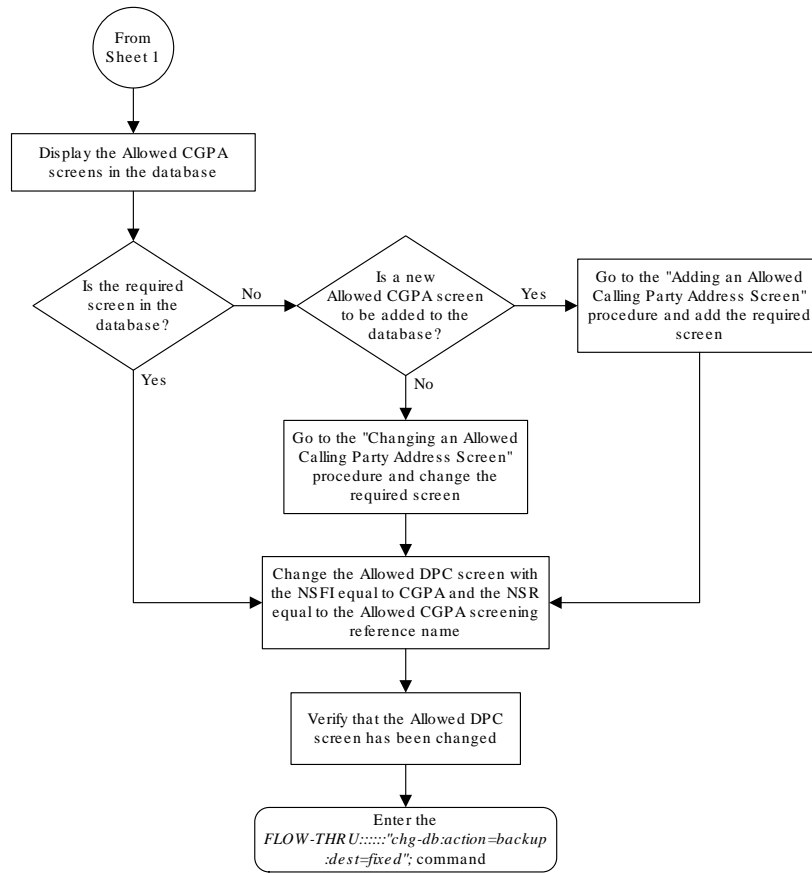 From
Sheet 1
Display the Allowed CGPA
screens in the database
Is the required
screen in the
database?
No
Yes
Is a new
Allowed CGPA screen
to be added to the
database?
Yes
No
Go to the "Adding an Allowed
Calling Party Address Screen"
procedure and add the required
screen
Go to the "Changing an Allowed
Calling Party Address Screen"
procedure and change the
required screen
Change the Allowed DPC screen with
the NSFI equal to CGPA and the NSR
equal to the Allowed CGPA screening
reference name
Verify that the Allowed DPC
screen has been changed
Enter the
FLOW-THRU::::::"chg-db:action=backup
:dest=fixed"; command